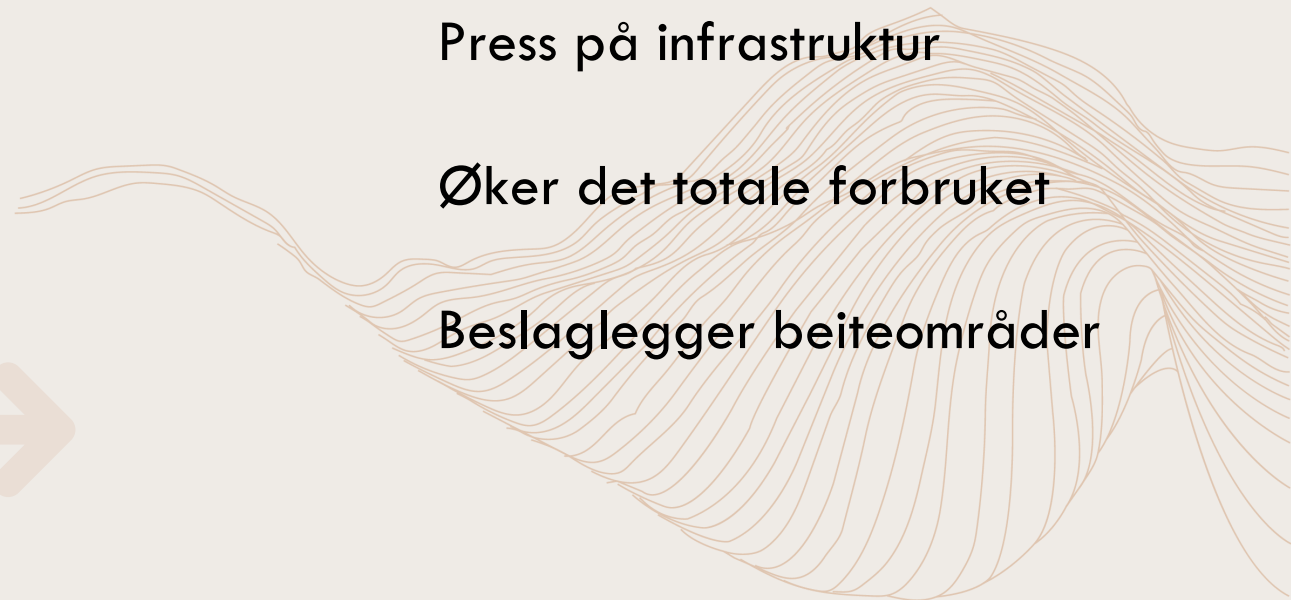 Press på infrastruktur
Øker det totale forbruket
Beslaglegger beiteområder